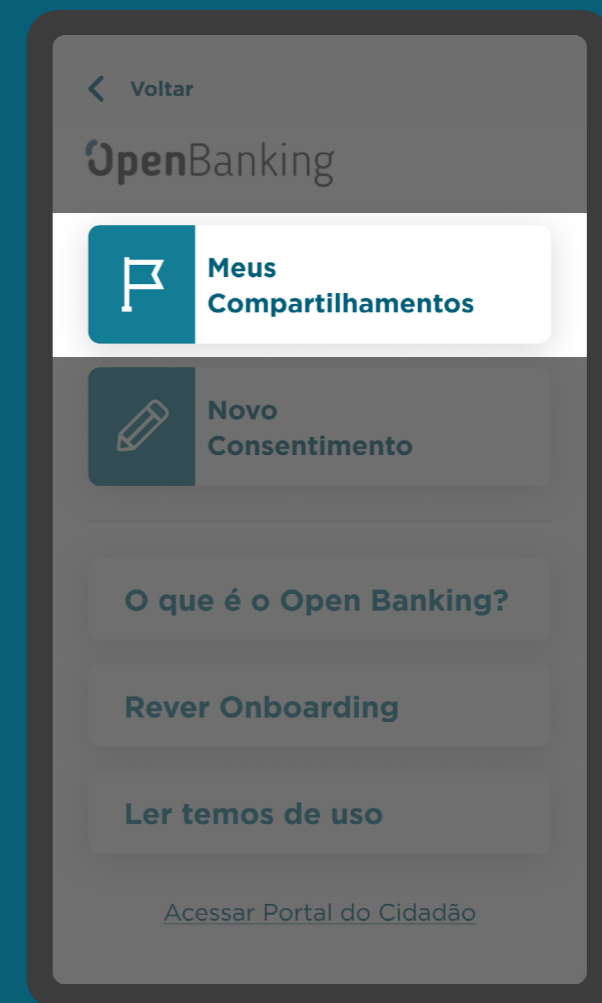 Voltar
OpenBanking
Meus
Compartilhamentos
Novo
Consentimento
O que é o Open Banking?
Rever Onboarding
Ler temos de uso
Acessar Portal do Cidadão